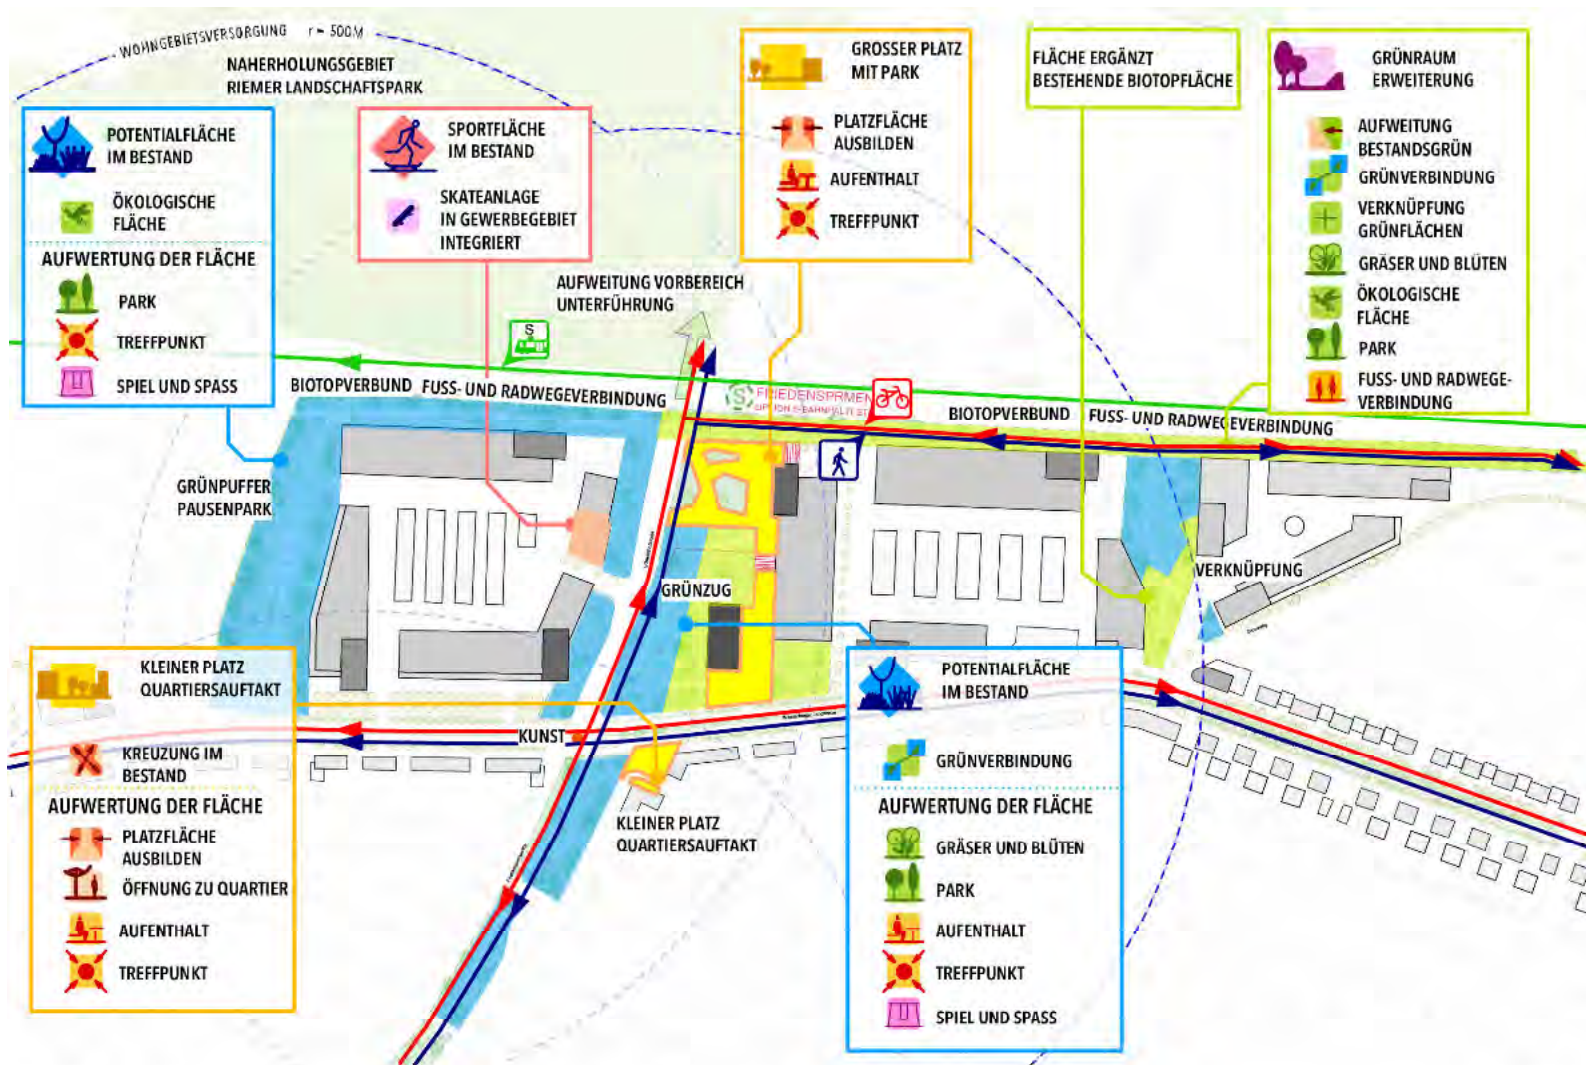 WOHNGEBIETSVERSORGUNG r = 500M
NAHERHOLUNGSGEBIET
RIEMER LANDSCHAFTSPARK
POTENTIALFLÄCHE
IM BESTAND
ÖKOLOGISCHE
FLÄCHE
AUFWERTUNG DER FLÄCHE
PARK
TREFFPUNKT
SPIEL UND SPASS
SPORTFLÄCHE
IM BESTAND
SKATEANLAGE
IN GEWERBEGEBIET
INTEGRIERT
GROSSER PLATZ
MIT PARK
PLATZFLÄCHE
AUSBILDEN
AUFENTHALT
TREFFPUNKT
FLÄCHE ERGÄNZT
BESTEHENDE BIOTOPFLÄCHE
GRÜNRAUM
ERWEITERUNG
AUFWEITUNG
BESTANDSGRÜN
GRÜNVERBINDUNG
VERKNÜPFUNG
GRÜNFLÄCHEN
GRÄSER UND BLÜTEN
ÖKOLOGISCHE
FLÄCHE
PARK
FUSS- UND RADWEGE-
VERBINDUNG
AUFWEITUNG VORBEREICH
UNTERFÜHRUNG
S
BIOTOPVERBUND FUSS- UND RADWEGEVERBINDUNG
S
BIOTOPVERBUND FUSS- UND RADWEGEVERBINDUNG
GRÜNPUFFER
PAUSENPARK
GRÜNZUG
VERKNÜPFUNG
KUNST
KLEINER PLATZ
QUARTIERSAUFTAKT
KLEINER PLATZ
QUARTIERSAUFTAKT
KREUZUNG IM
BESTAND
AUFWERTUNG DER FLÄCHE
PLATZFLÄCHE
AUSBILDEN
ÖFFNUNG ZU QUARTIER
AUFENTHALT
TREFFPUNKT
POTENTIALFLÄCHE
IM BESTAND
GRÜNVERBINDUNG
AUFWERTUNG DER FLÄCHE
GRÄSER UND BLÜTEN
PARK
AUFENTHALT
TREFFPUNKT
SPIEL UND SPASS